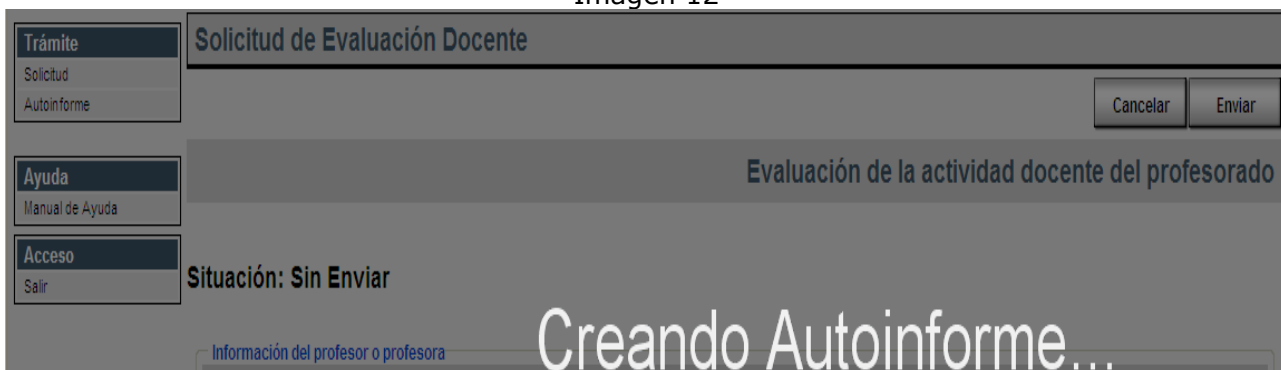 Imagen 12
Trámite
Solicitud
Autoinforme
Ayuda
Manual de Ayuda
Acceso
Salir
Solicitud de Evaluación Docente
Cancelar
Enviar
Evaluación de la actividad docente del profesorado
Situación: Sin Enviar
Información del profesor o profesora
Creando Autoinforme...